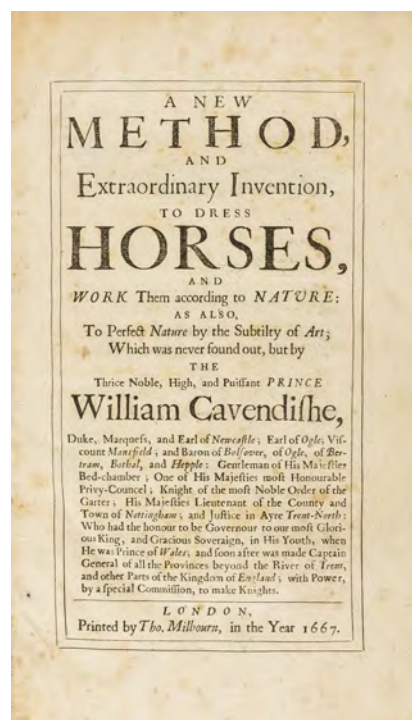 A NEW
METHOD,
AND
Extraordinary Invention,
TO DRESS
HORSES,
AND
WORK Them according to NATURE:
AS ALSO,
To Perfect Nature by the Subtilty of Art;
Which was never found out, but by
THE
Thrice Noble, High, and Puiſſant PRINCE
William Cavendiſhe,
Duke, Marqueſs, and Earl of Newcaſtle; Earl of Ogle; Viſ-
count Mansfield; and Baron of Bolſover, of Ogle, of Ber-
tram, Bothal, and Hepple: Gentleman of His Majeſties
Bed-chamber; One of His Majeſties moſt Honourable
Privy-Councel; Knight of the moſt Noble Order of the
Garter; His Majeſties Lieutenant of the County and
Town of Nottingham; and Juſtice in Ayre Trent-North:
Who had the honour to be Governour to our moſt Glori-
ous King, and Gracious Soveraign, in His Youth, when
He was Prince of Wales; and ſoon after was made Captain
General of all the Provinces beyond the River of Trent,
and other Parts of the Kingdom of England; with Power,
by a ſpecial Commiſſion, to make Knights.
LONDON,
Printed by Tho. Milbourn, in the Year 1667.